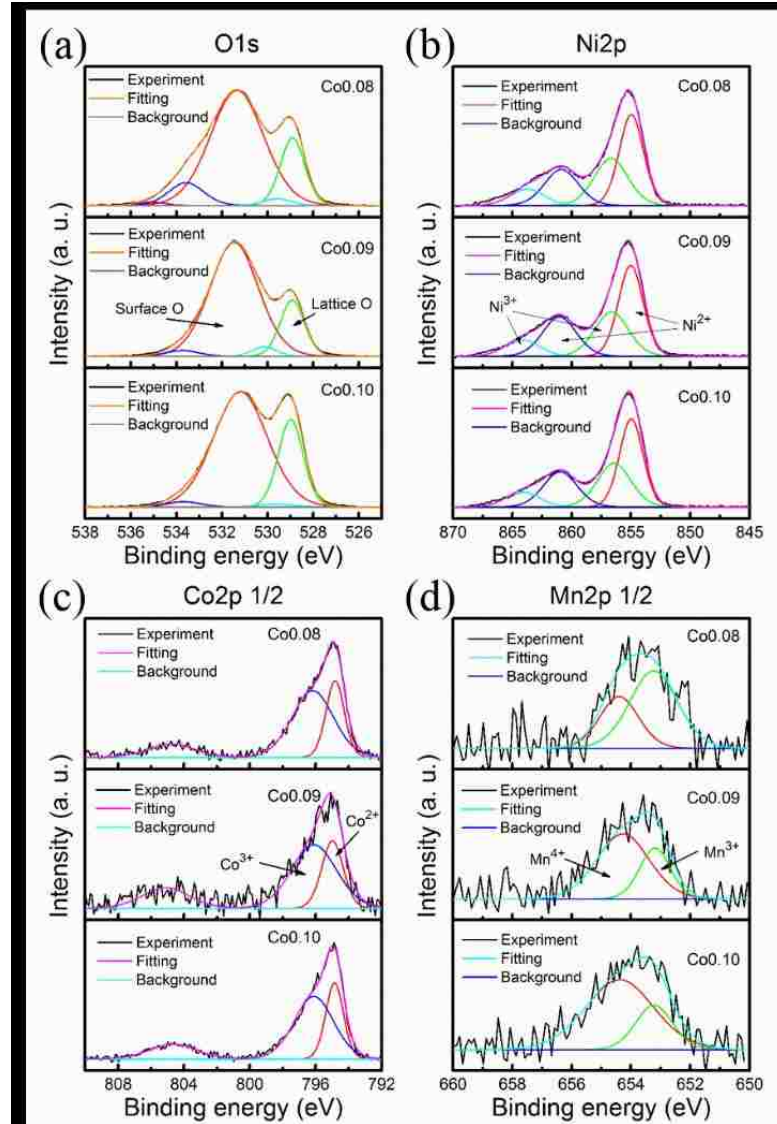 (a) O1s
Intensity (a. u.)
Experiment
Fitting
Background
Co0.08
Experiment
Fitting
Background
Co0.09
Surface O
Lattice O
Experiment
Fitting
Background
Co0.10
538 536 534 532 530 528 526
Binding energy (eV)
(b) Ni2p
Intensity (a. u.)
Experiment
Fitting
Background
Co0.08
Experiment
Fitting
Background
Co0.09
Ni3+
Ni2+
Experiment
Fitting
Background
Co0.10
870 865 860 855 850 845
Binding energy (eV)
(c) Co2p 1/2
Intensity (a. u.)
Experiment
Fitting
Background
Co0.08
Experiment
Fitting
Background
Co0.09
Co2+
Co3+
Experiment
Fitting
Background
Co0.10
808 804 800 796 792
Binding energy (eV)
(d) Mn2p 1/2
Intensity (a. u.)
Experiment
Fitting
Background
Co0.08
Experiment
Fitting
Background
Co0.09
Mn4+
Mn3+
Experiment
Fitting
Background
Co0.10
660 658 656 654 652 650
Binding energy (eV)